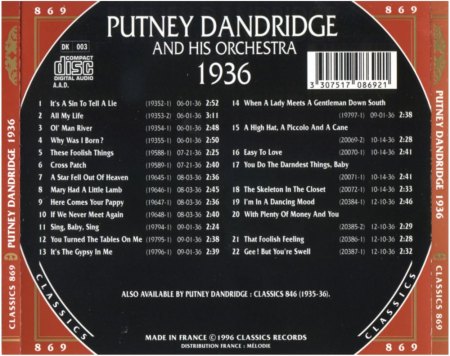 869
869
PUTNEY DANDRIDGE
AND HIS ORCHESTRA
1936
DK 003
COMPACT
disc
DIGITAL AUDIO
A.A.D.
3 307517 086921
1 It's A Sin To Tell A Lie (19352-1) 06-01-36 2:52
2 All My Life (19353-2) 06-01-36 3:11
3 Ol' Man River (19354-1) 06-01-36 2:48
4 Why Was I Born? (19355-1) 06-01-36 2:41
5 These Foolish Things (19588-1) 07-21-36 2:41
6 Cross Patch (19589-1) 07-21-36 2:40
7 A Star Fell Out Of Heaven (19645-1) 08-03-36 2:55
8 Mary Had A Little Lamb (19646-1) 08-03-36 2:55
9 Here Comes Your Pappy (19647-1) 08-03-36 2:50
10 If We Never Meet Again (19648-1) 08-03-36 2:40
11 Sing, Baby, Sing (19794-1) 09-01-36 2:24
12 You Turned The Tables On Me (19795-1) 09-01-36 2:30
13 It's The Gypsy In Me (19796-1) 09-01-36 2:39
14 When A Lady Meets A Gentleman Down South
(19797-1) 09-01-36 2:38
15 A High Hat, A Piccolo And A Cane
(20069-2) 10-14-36 2:28
16 Easy To Love (20070-1) 10-14-36 2:41
17 You Do The Darndest Things, Baby
(20071-1) 10-14-36 2:41
18 The Skeleton In The Closet (20072-1) 10-14-36 2:33
19 I'm In A Dancing Mood (20384-1) 12-10-36 2:46
20 With Plenty Of Money And You
(20385-2) 12-10-36 2:29
21 That Foolish Feeling (20386-1) 12-10-36 2:28
22 Gee! But You're Swell (20387-2) 12-10-36 2:32
ALSO AVAILABLE BY PUTNEY DANDRIDGE : CLASSICS 846 (1935-36).
MADE IN FRANCE ℗ 1996 CLASSICS RECORDS
DISTRIBUTION FRANCE : MÉLODIE
869
869
CLASSICS 869 PUTNEY DANDRIDGE 1936
PUTNEY DANDRIDGE 1936 CLASSICS 869